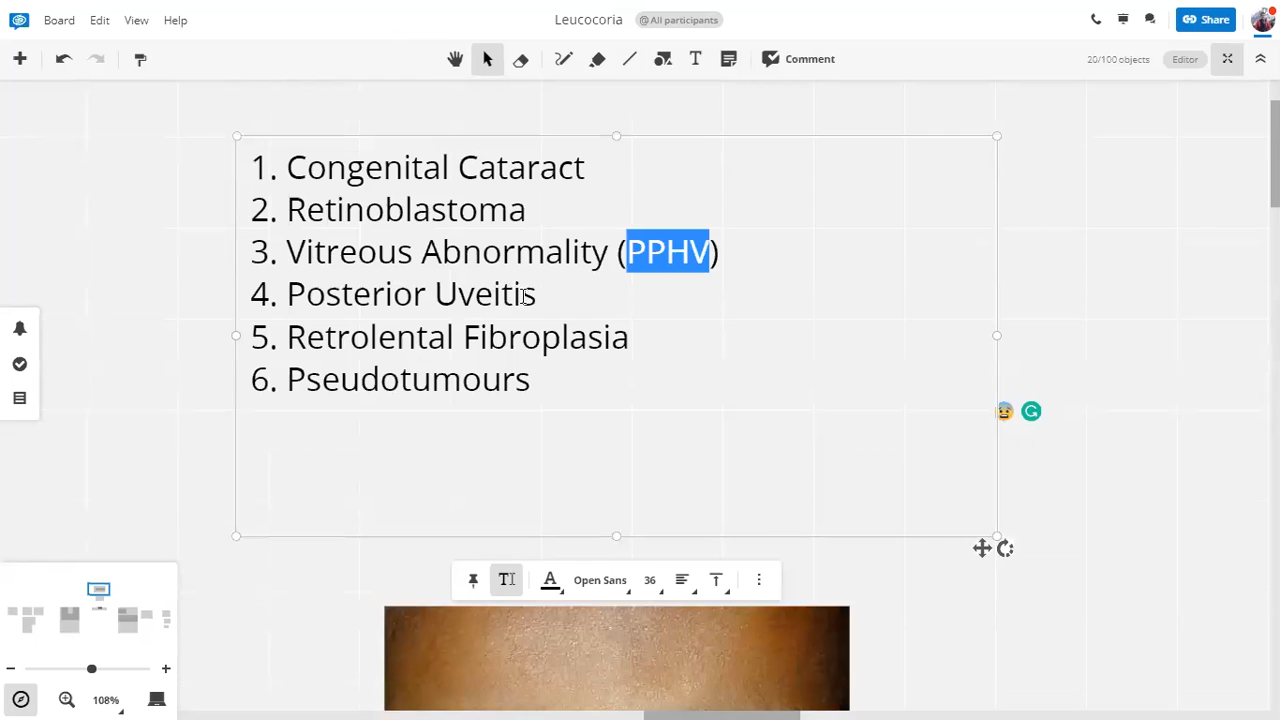 Board Edit View Help
Leucocoria
@ All participants
Share
T
Comment
20/100 objects
Editor
1. Congenital Cataract
2. Retinoblastoma
3. Vitreous Abnormality (PPHV)
4. Posterior Uveitis
5. Retrolental Fibroplasia
6. Pseudotumours
A Open Sans 36
108%